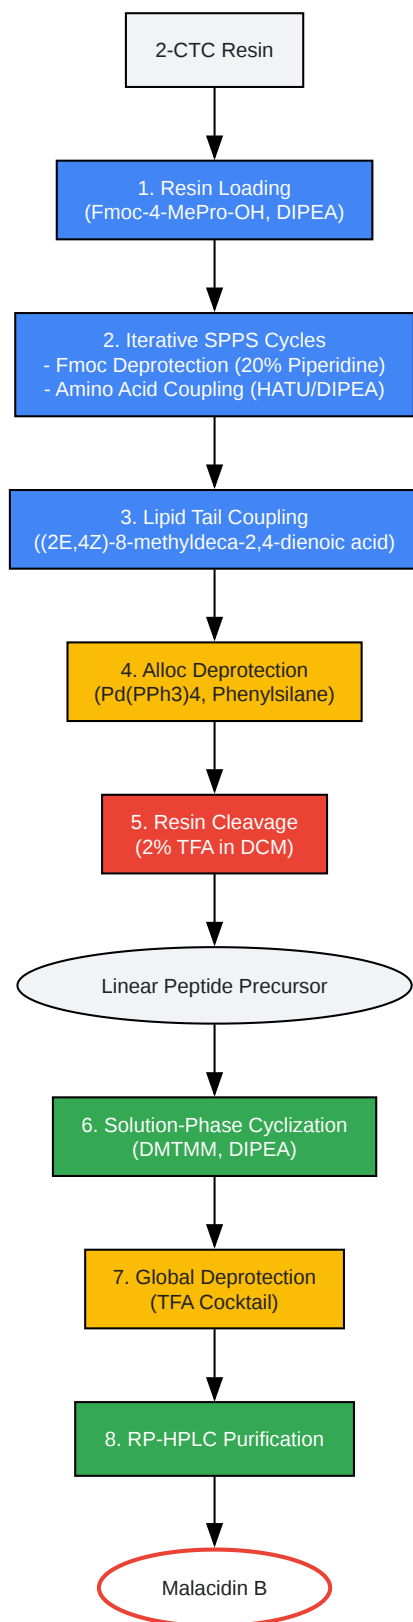 2-CTC Resin
1. Resin Loading
(Fmoc-4-MePro-OH, DIPEA)
2. Iterative SPPS Cycles
- Fmoc Deprotection (20% Piperidine)
- Amino Acid Coupling (HATU/DIPEA)
3. Lipid Tail Coupling
((2E,4Z)-8-methyldeca-2,4-dienoic acid)
4. Alloc Deprotection
(Pd(PPh3)4, Phenylsilane)
5. Resin Cleavage
(2% TFA in DCM)
Linear Peptide Precursor
6. Solution-Phase Cyclization
(DMTMM, DIPEA)
7. Global Deprotection
(TFA Cocktail)
8. RP-HPLC Purification
Malacidin B